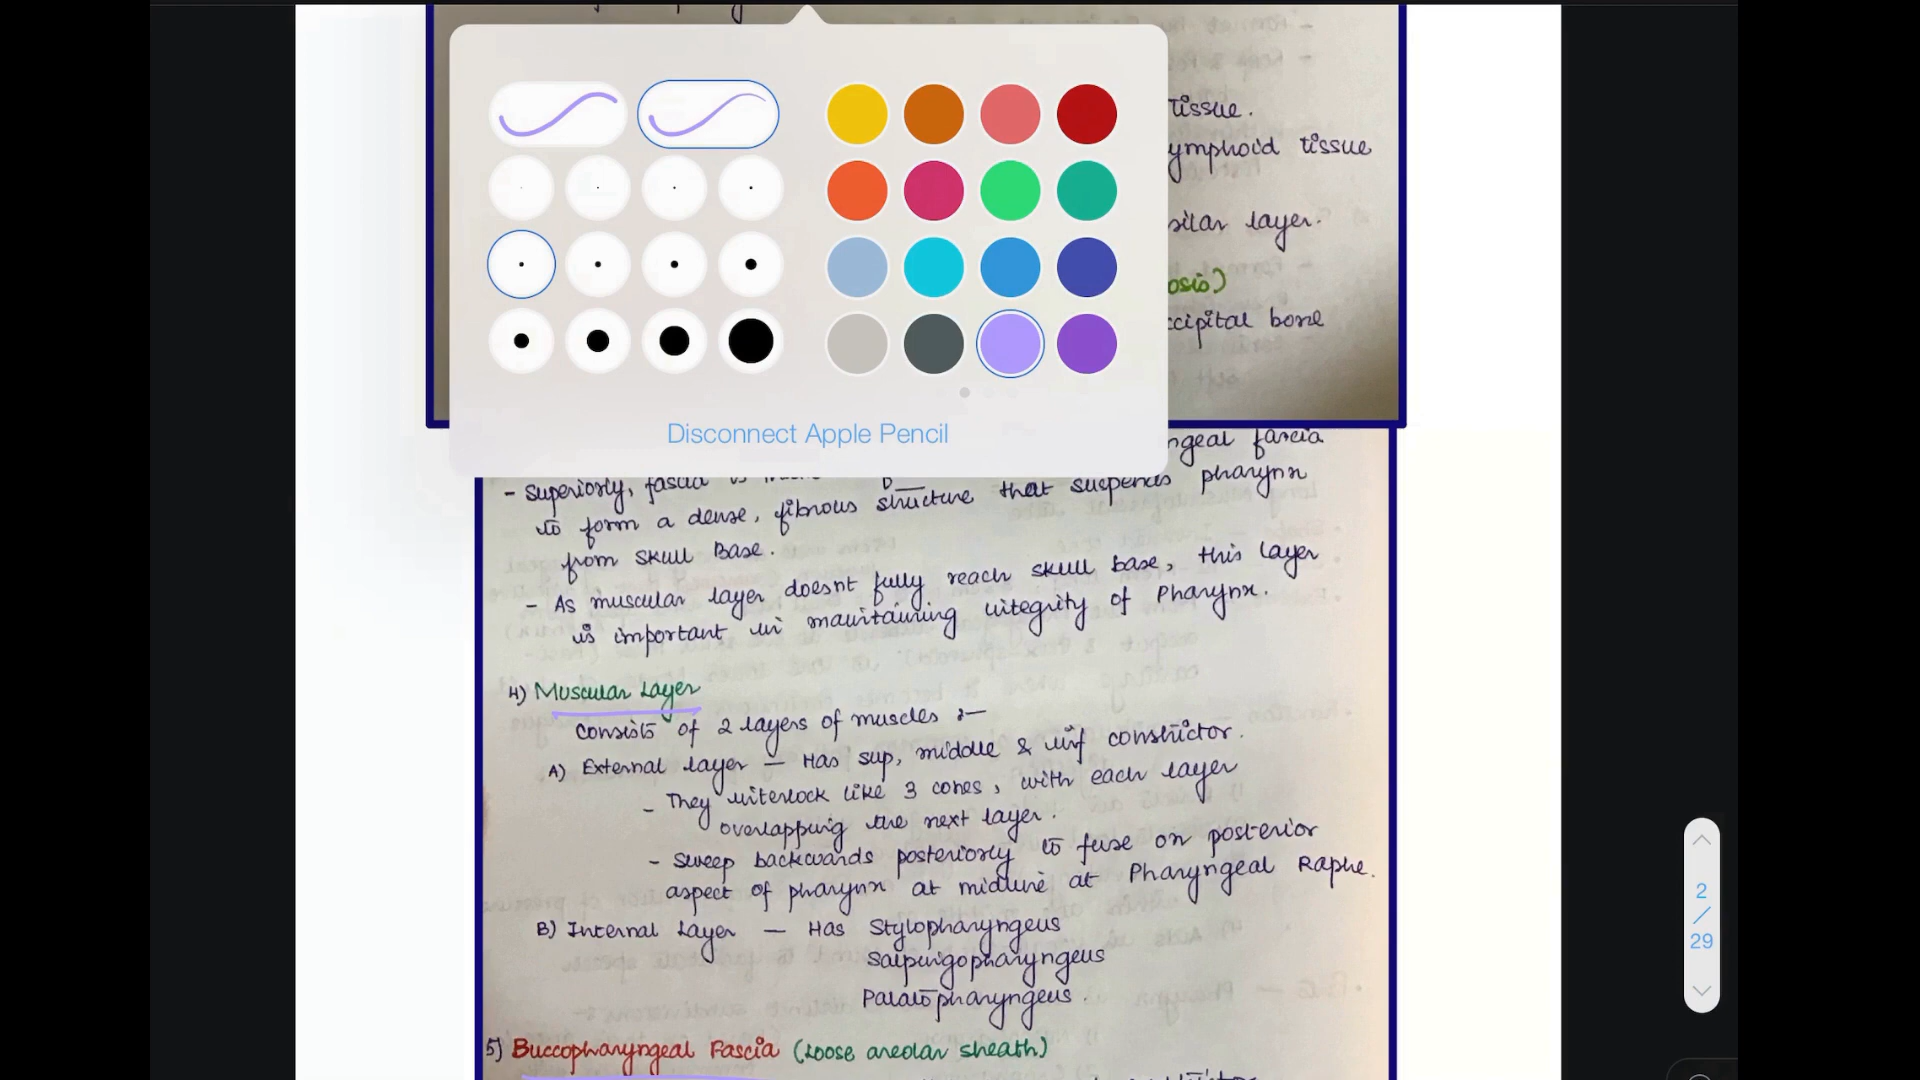 tissue.
ymphoid tissue
silar layer.
osis)
ccipital bone
Disconnect Apple Pencil
ngeal fascia
- Superiorly, fascia is
to form a dense, fibrous structure that suspends pharynx
from skull Base.
- As muscular layer doesnt fully reach skull base, this layer
is important in maintaining integrity of Pharynx.
4) Muscular Layer
Consists of 2 layers of muscles :-
A) External layer - Has sup, middle & inf constrictor.
- They interlock like 3 cones, with each layer
overlapping the next layer.
- Sweep backwards posteriorly to fuse on posterior
aspect of pharynx at midline at Pharyngeal Raphe.
B) Internal Layer - Has Stylopharyngeus
Salpingopharyngeus
Palatopharyngeus.
2
/
29
5) Buccopharyngeal Fascia (Loose areolar sheath)